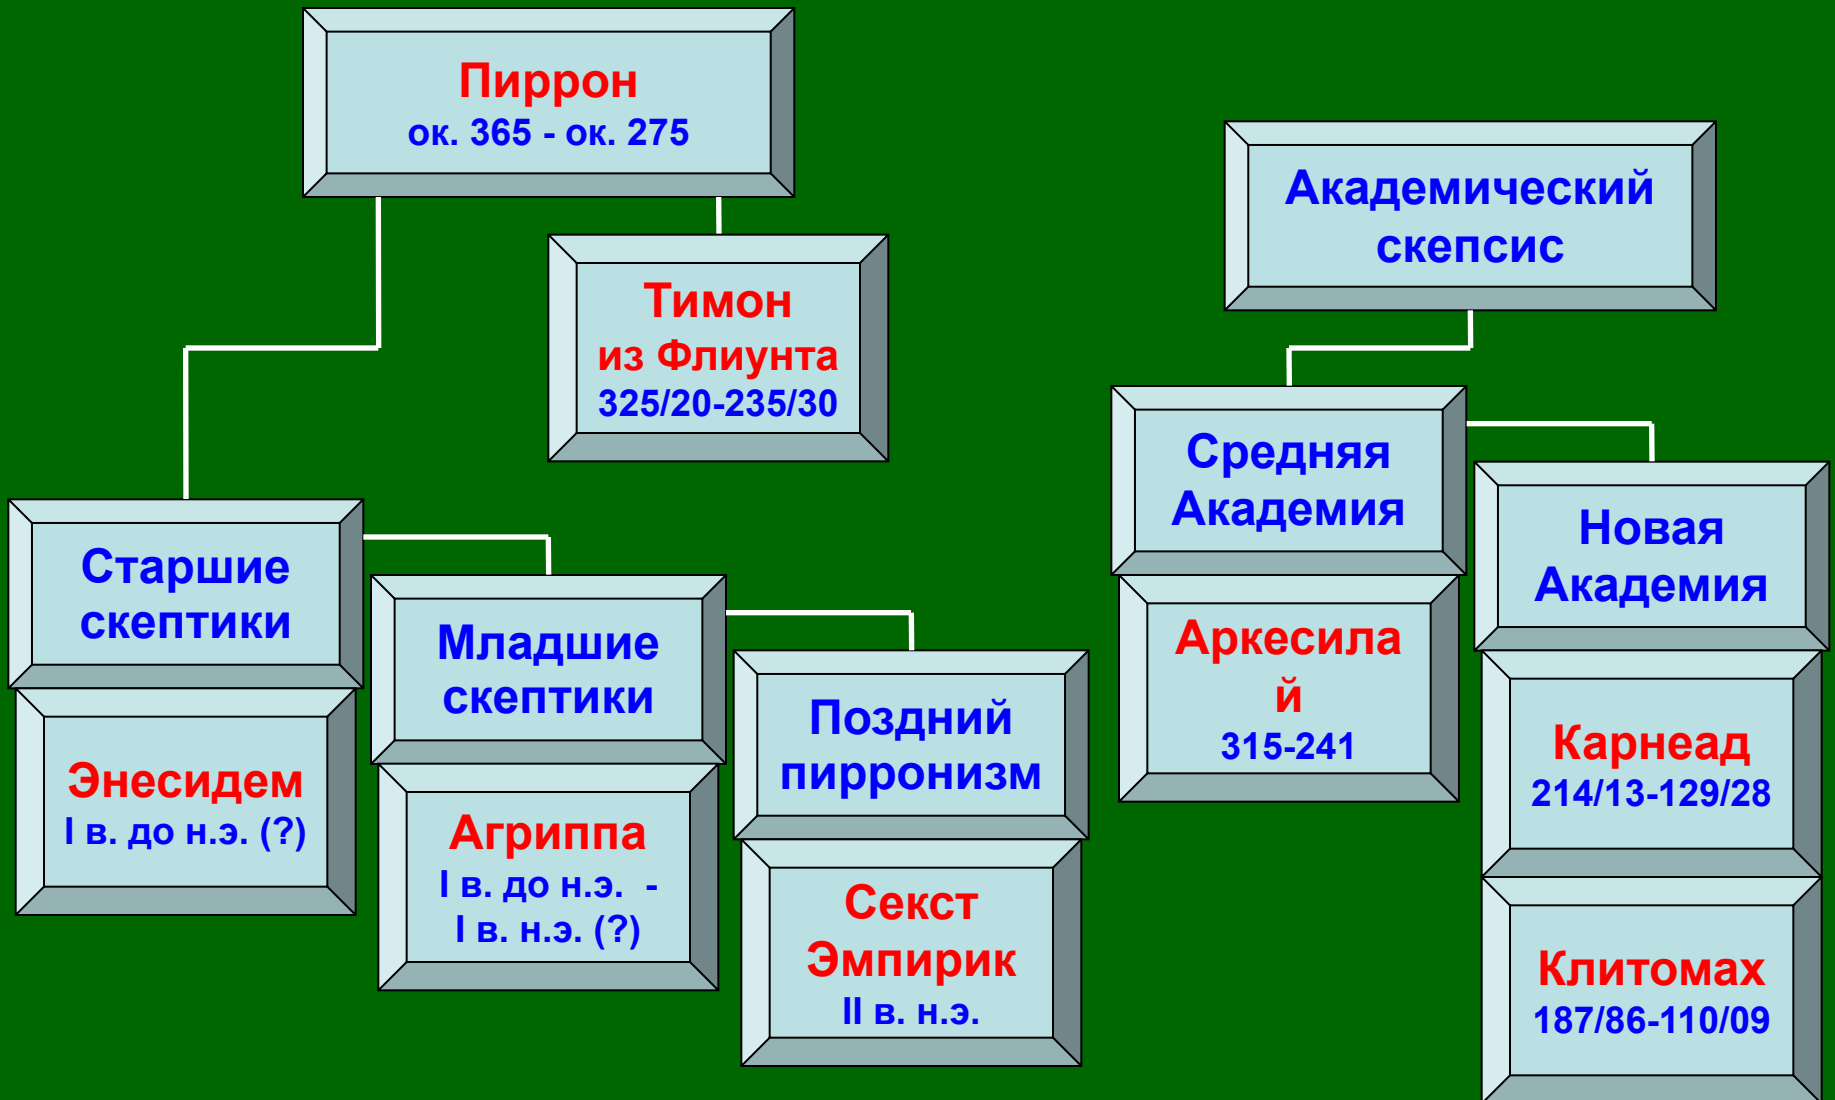 Пиррон
ок. 365 - ок. 275
Тимон
из Флиунта
325/20-235/30
Старшие
скептики
Энесидем
I в. до н.э. (?)
Младшие
скептики
Агриппа
I в. до н.э. -
I в. н.э. (?)
Поздний
пирронизм
Секст
Эмпирик
II в. н.э.
Академический
скепсис
Средняя
Академия
Аркесила
й
315-241
Новая
Академия
Карнеад
214/13-129/28
Клитомах
187/86-110/09